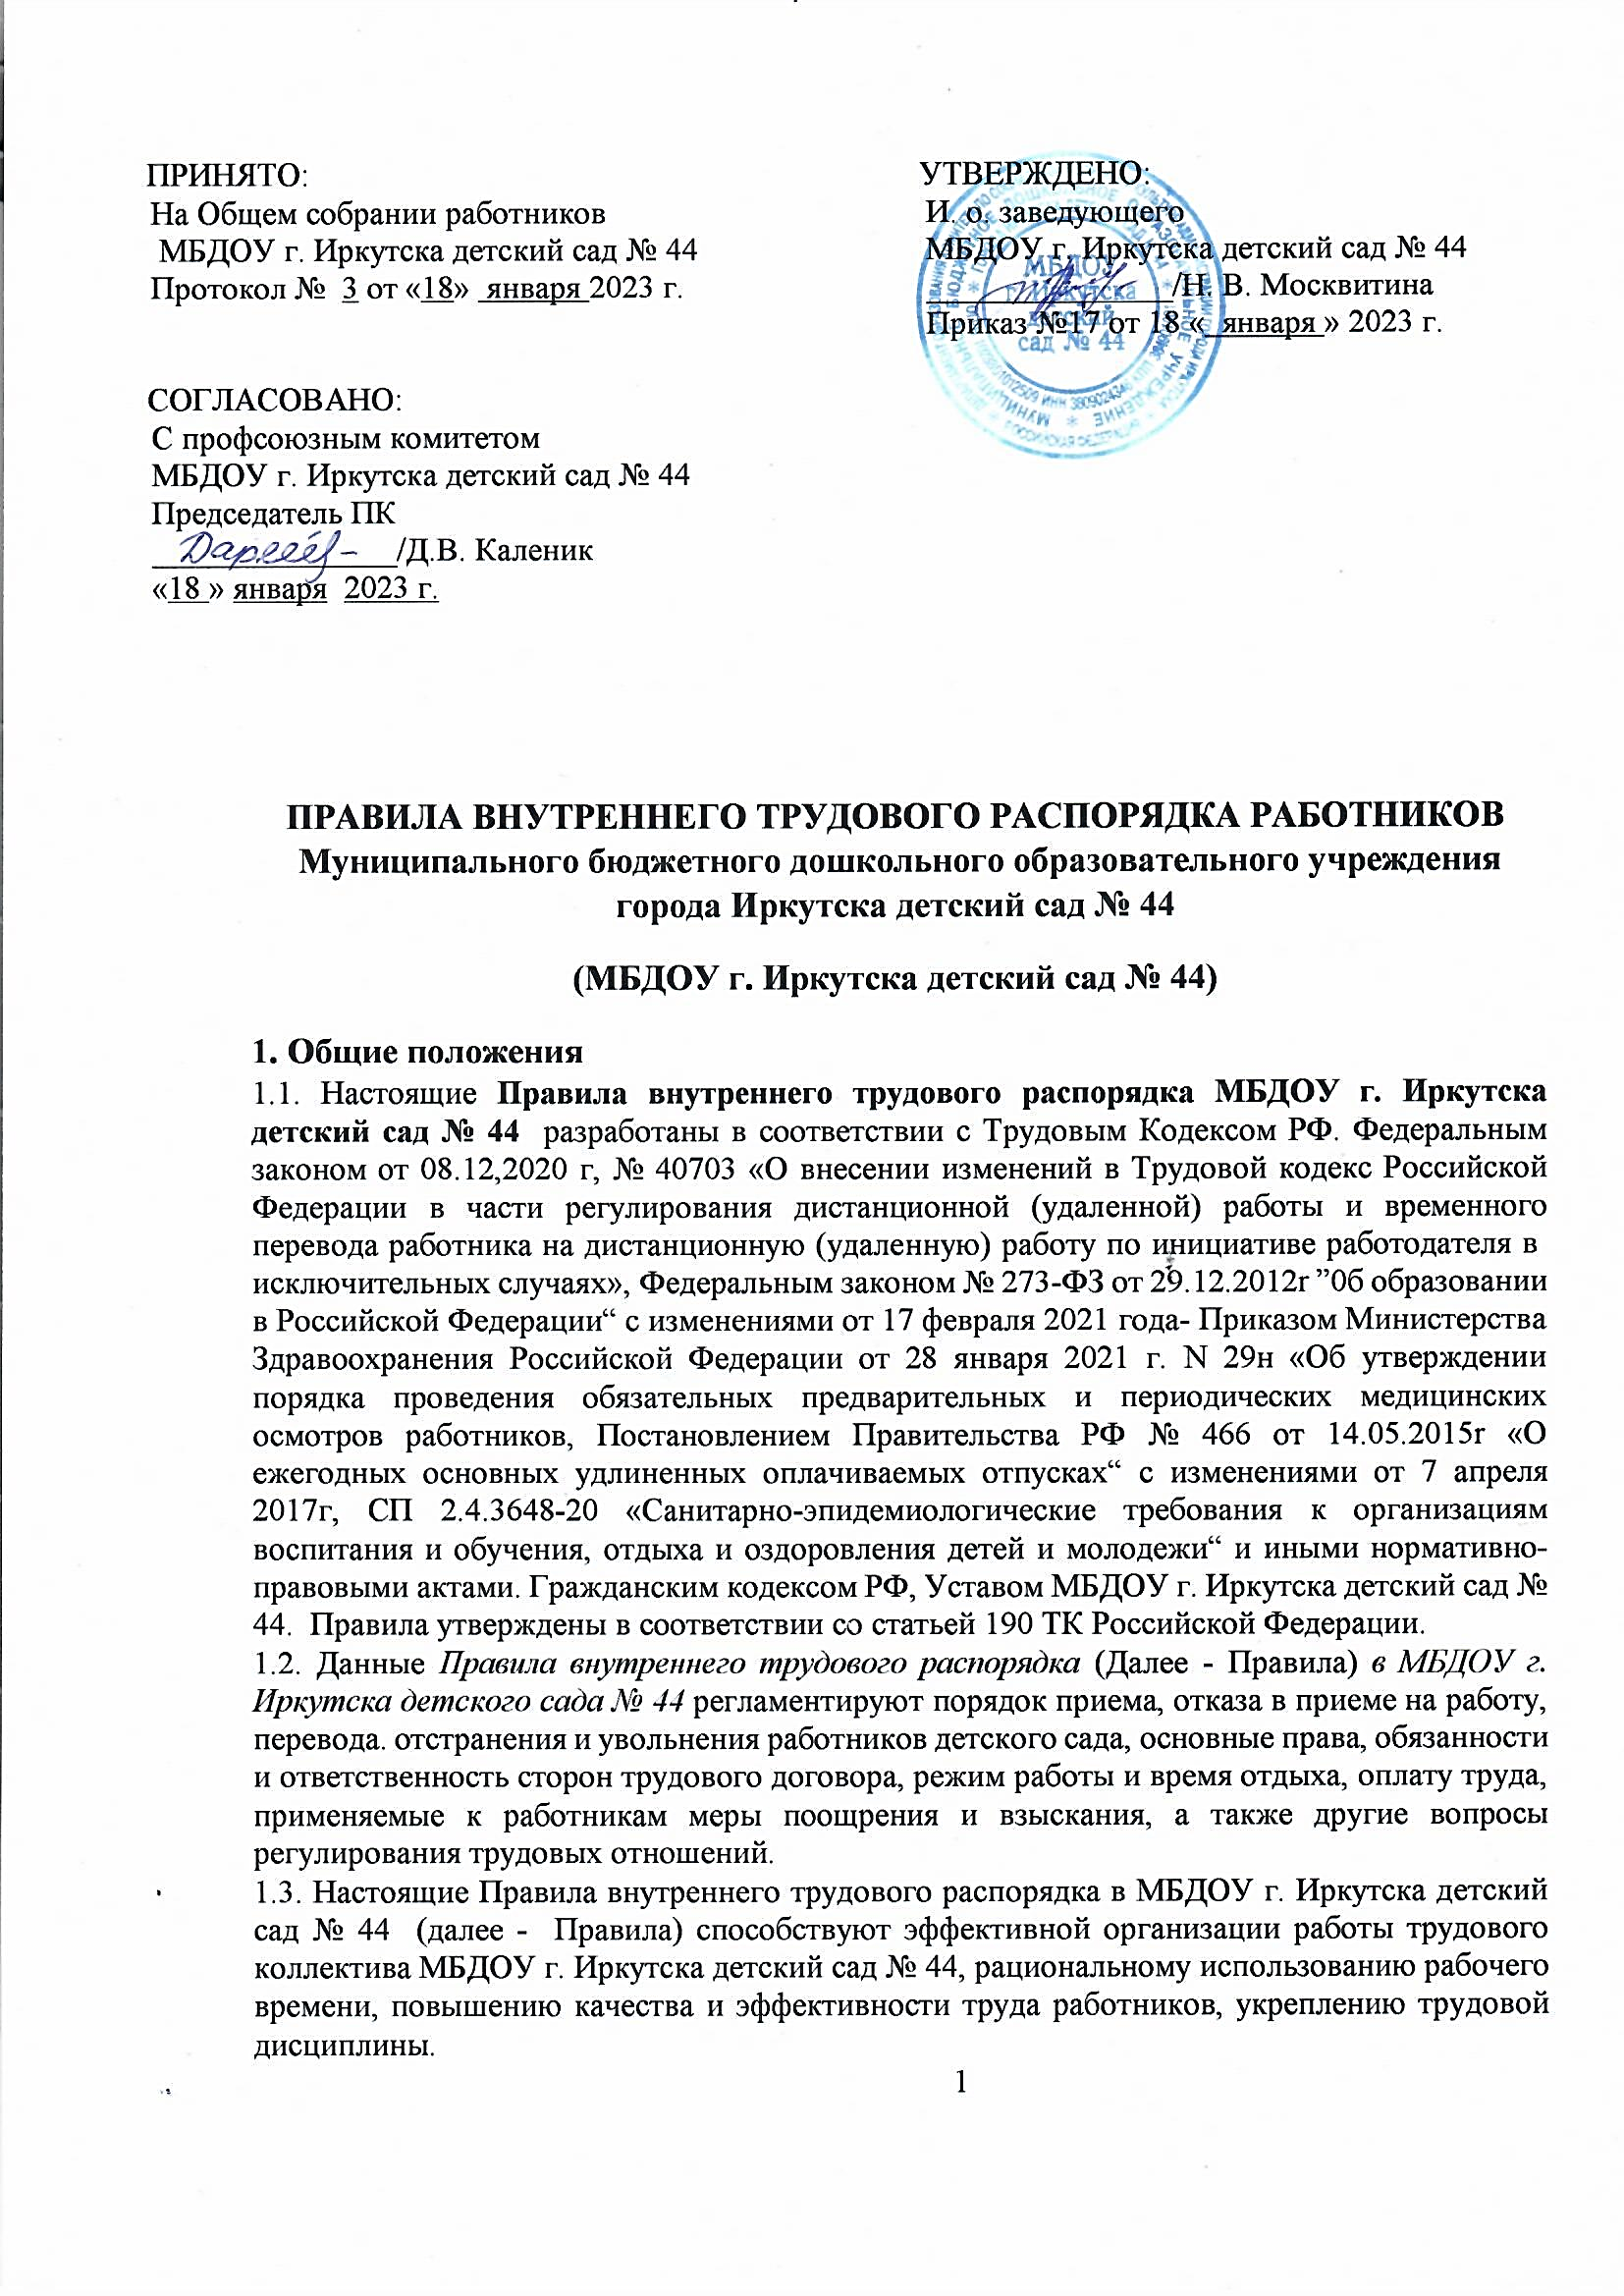 ПРИНЯТО:
На Общем собрании работников
МБДОУ г. Иркутска детский сад № 44
Протокол № 3 от «18» января 2023 г.
УТВЕРЖДЕНО:
И. о. заведующего
МБДОУ г. Иркутска детский сад № 44
/Н. В. Москвитина
Приказ №17 от 18 « января » 2023 г.
МБДОУ
г. Иркутска
детский
сад № 44
СОГЛАСОВАНО:
С профсоюзным комитетом
МБДОУ г. Иркутска детский сад № 44
Председатель ПК
/Д.В. Каленик
«18 » января 2023 г.
ПРАВИЛА ВНУТРЕННЕГО ТРУДОВОГО РАСПОРЯДКА РАБОТНИКОВ
Муниципального бюджетного дошкольного образовательного учреждения
города Иркутска детский сад № 44
(МБДОУ г. Иркутска детский сад № 44)
1. Общие положения
1.1. Настоящие Правила внутреннего трудового распорядка МБДОУ г. Иркутска
детский сад № 44 разработаны в соответствии с Трудовым Кодексом РФ. Федеральным
законом от 08.12,2020 г, № 40703 «О внесении изменений в Трудовой кодекс Российской
Федерации в части регулирования дистанционной (удаленной) работы и временного
перевода работника на дистанционную (удаленную) работу по инициативе работодателя в
исключительных случаях», Федеральным законом № 273-ФЗ от 29.12.2012г ”0б образовании
в Российской Федерации“ с изменениями от 17 февраля 2021 года- Приказом Министерства
Здравоохранения Российской Федерации от 28 января 2021 г. N 29н «Об утверждении
порядка проведения обязательных предварительных и периодических медицинских
осмотров работников, Постановлением Правительства РФ № 466 от 14.05.2015г «О
ежегодных основных удлиненных оплачиваемых отпусках“ с изменениями от 7 апреля
2017г, СП 2.4.3648-20 «Санитарно-эпидемиологические требования к организациям
воспитания и обучения, отдыха и оздоровления детей и молодежи“ и иными нормативно-
правовыми актами. Гражданским кодексом РФ, Уставом МБДОУ г. Иркутска детский сад №
44. Правила утверждены в соответствии со статьей 190 ТК Российской Федерации.
1.2. Данные Правила внутреннего трудового распорядка (Далее - Правила) в МБДОУ г.
Иркутска детского сада № 44 регламентируют порядок приема, отказа в приеме на работу,
перевода. отстранения и увольнения работников детского сада, основные права, обязанности
и ответственность сторон трудового договора, режим работы и время отдыха, оплату труда,
применяемые к работникам меры поощрения и взыскания, а также другие вопросы
регулирования трудовых отношений.
1.3. Настоящие Правила внутреннего трудового распорядка в МБДОУ г. Иркутска детский
сад № 44 (далее - Правила) способствуют эффективной организации работы трудового
коллектива МБДОУ г. Иркутска детский сад № 44, рациональному использованию рабочего
времени, повышению качества и эффективности труда работников, укреплению трудовой
дисциплины.
1